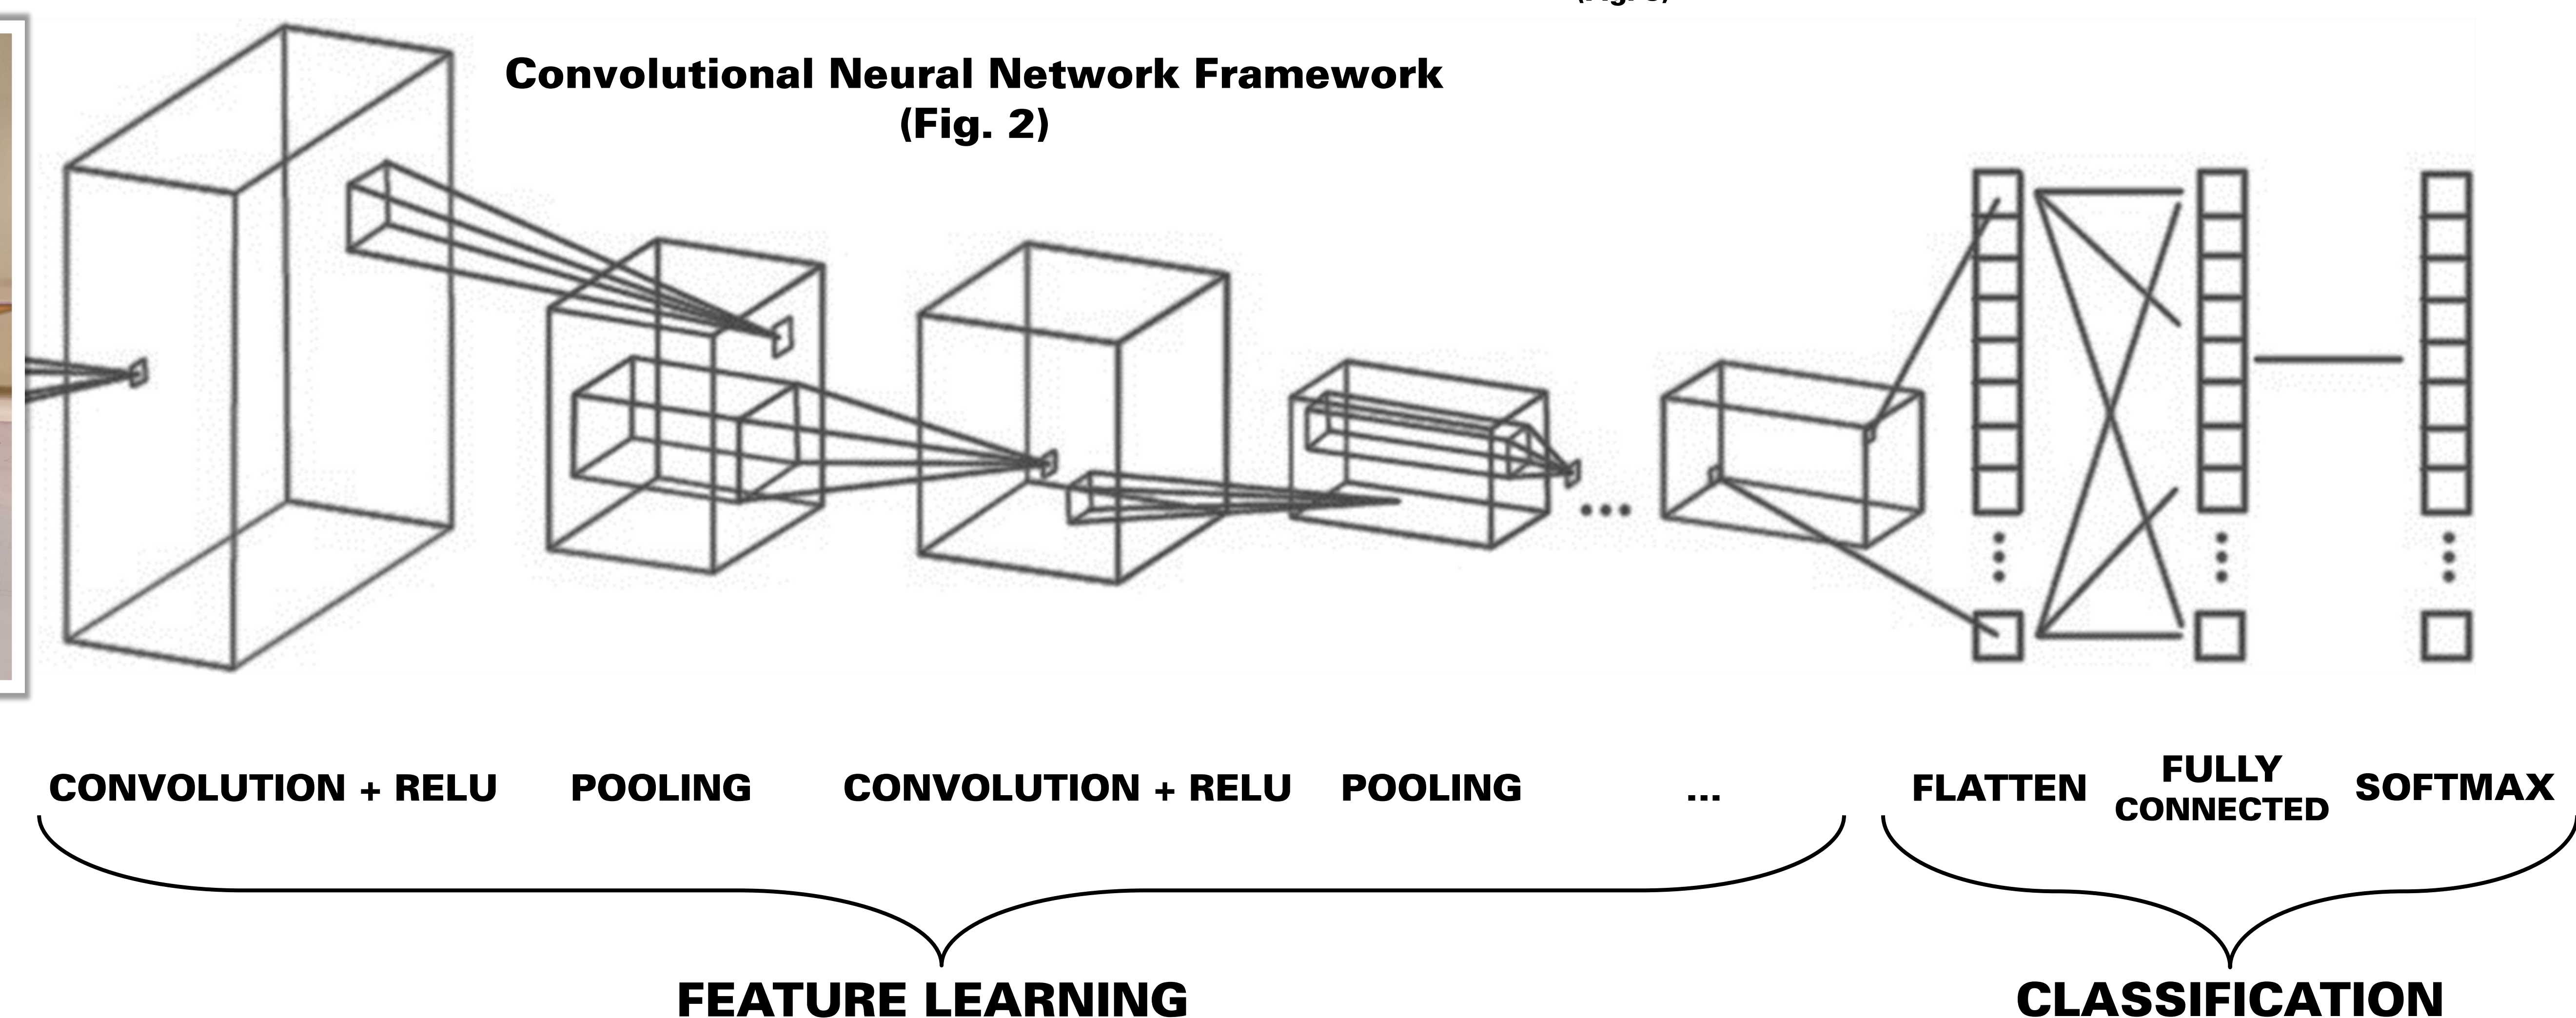 Convolutional Neural Network Framework
(Fig. 2)
CONVOLUTION + RELU
POOLING
CONVOLUTION + RELU
POOLING
...
FLATTEN
FULLY
CONNECTED
SOFTMAX
FEATURE LEARNING
CLASSIFICATION